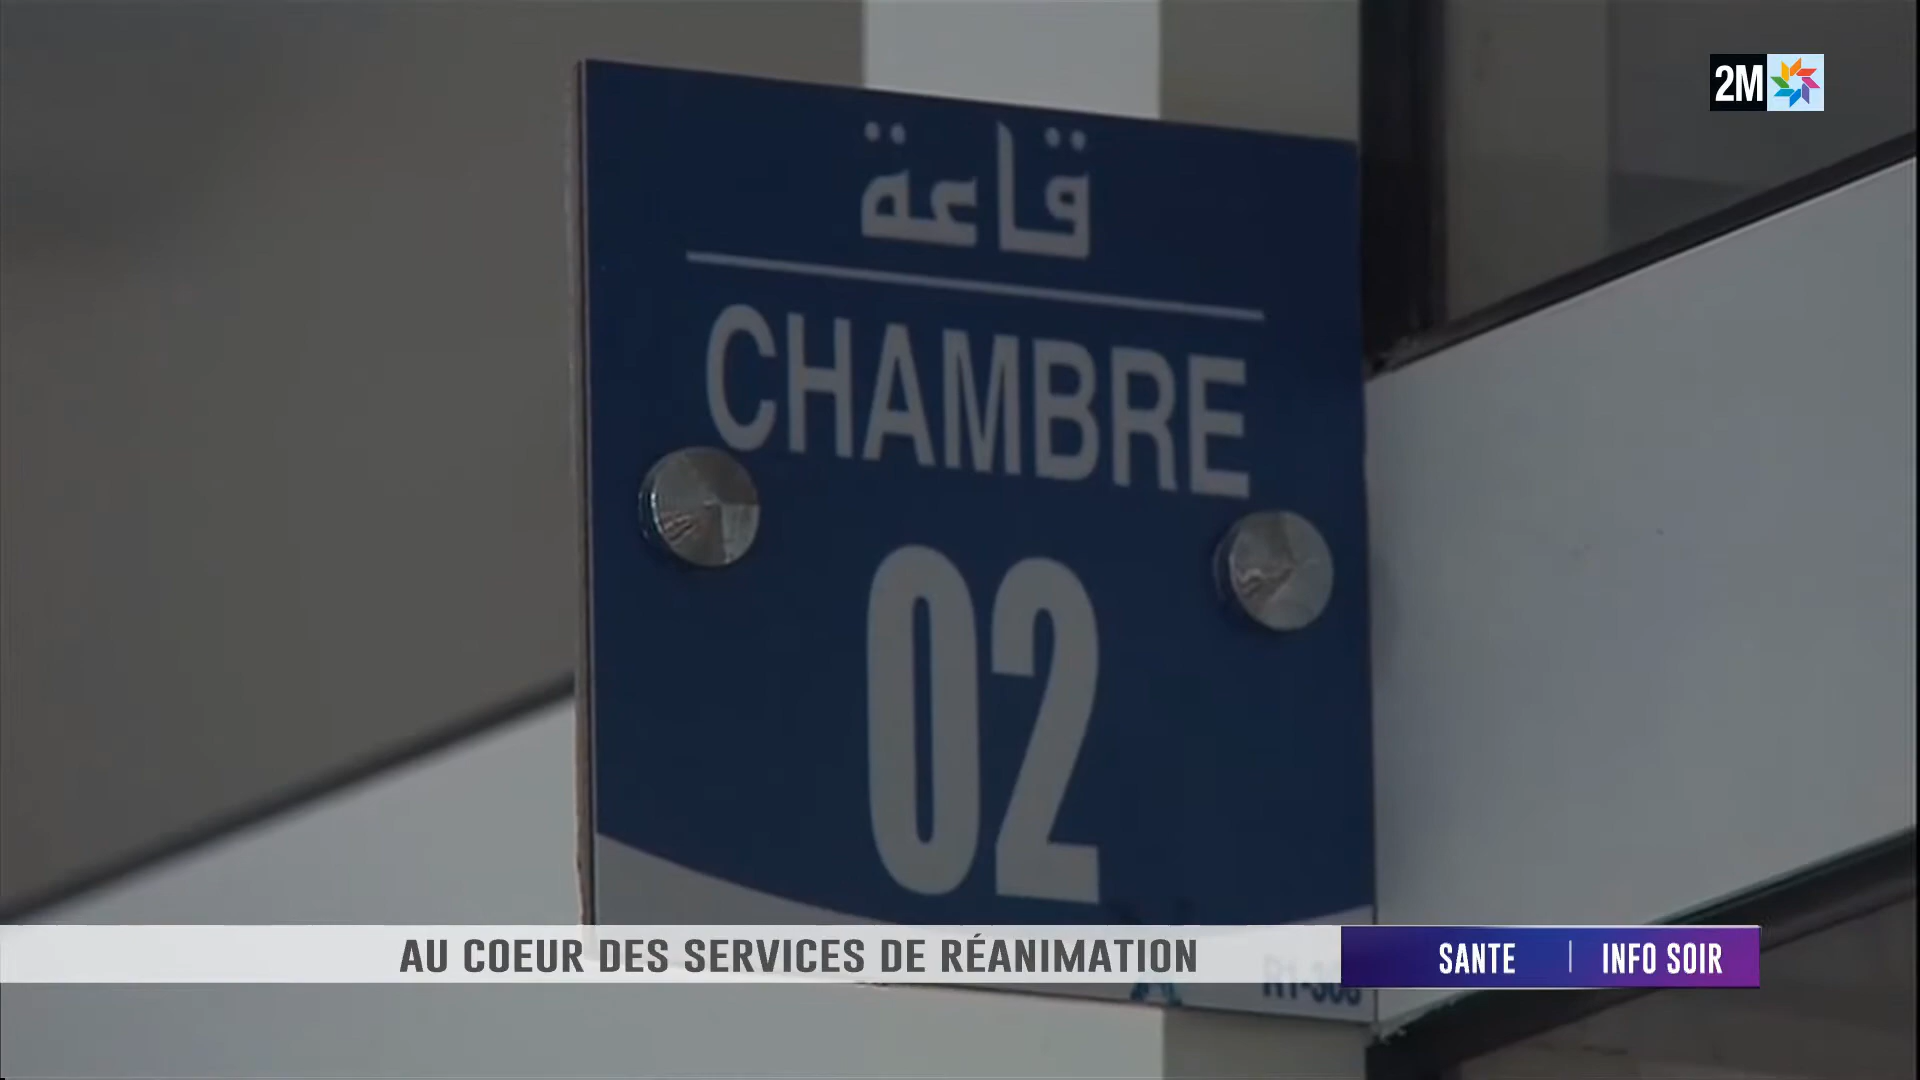 2M
قاعة
CHAMBRE
02
AU COEUR DES SERVICES DE RÉANIMATION
SANTE | INFO SOIR